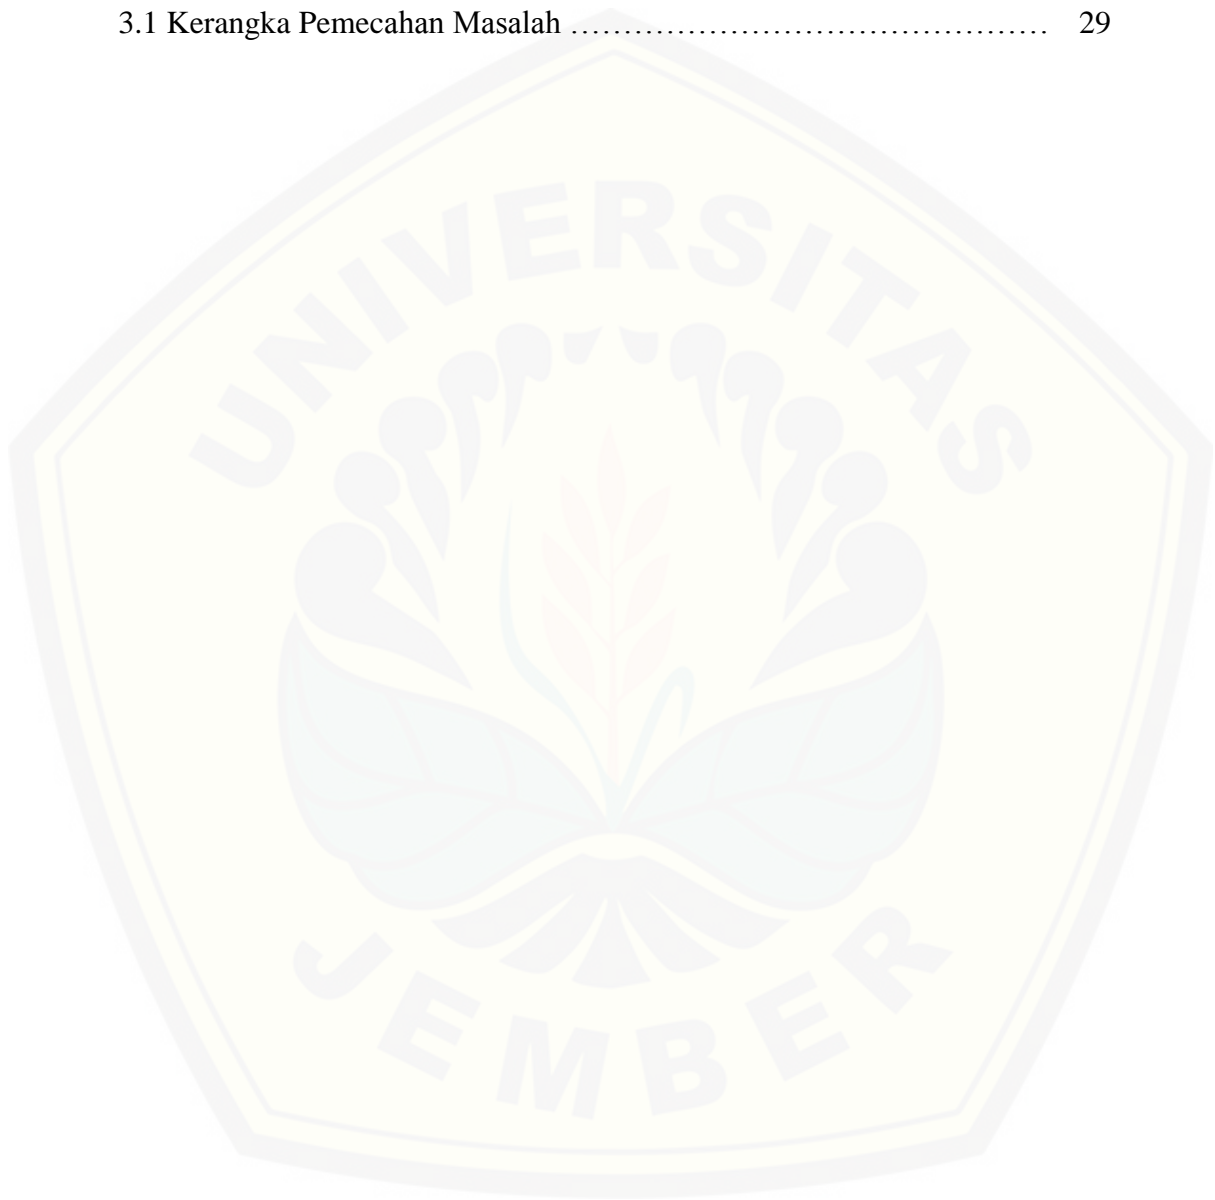 3.1 Kerangka Pemecahan Masalah ………………………………………… 29
UNIVERSITAS
JEMBER